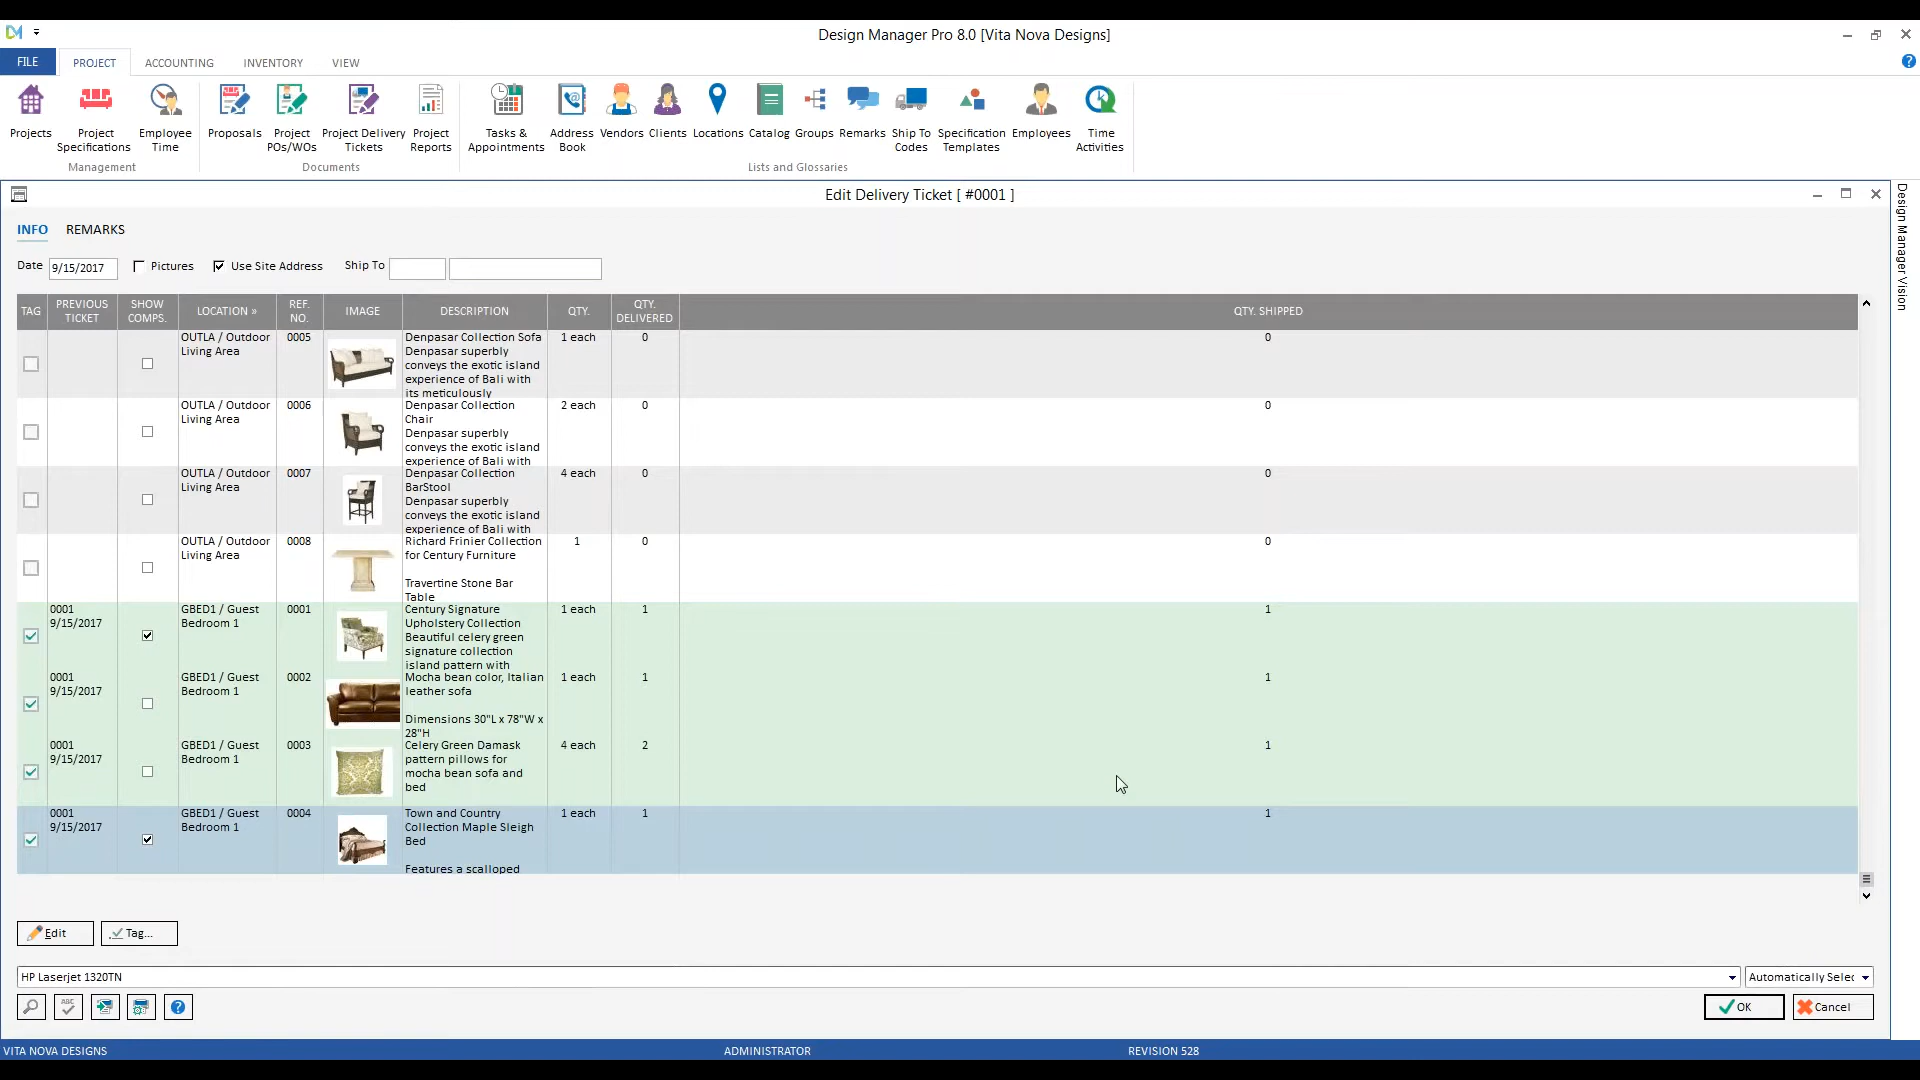 Design Manager Pro 8.0 [Vita Nova Designs]
FILE
PROJECT
ACCOUNTING
INVENTORY
VIEW
Projects
Project Specifications
Employee Time
Management
Proposals
Project POs/WOs
Project Delivery Tickets
Project Reports
Documents
Tasks & Appointments
Address Book
Vendors
Clients
Locations
Catalog
Groups
Remarks
Ship To Codes
Specification Templates
Employees
Time Activities
Lists and Glossaries
Design Manager Vision
Edit Delivery Ticket [ #0001 ]
INFO
REMARKS
Date 9/15/2017
Pictures
Use Site Address
Ship To
TAG
PREVIOUS TICKET
SHOW COMPS.
LOCATION »
REF. NO.
IMAGE
DESCRIPTION
QTY.
QTY. DELIVERED
QTY. SHIPPED
OUTLA / Outdoor Living Area
0005
Denpasar Collection Sofa
Denpasar superbly
conveys the exotic island
experience of Bali with
its meticulously
1 each
0
0
OUTLA / Outdoor Living Area
0006
Denpasar Collection
Chair
Denpasar superbly
conveys the exotic island
experience of Bali with
2 each
0
0
OUTLA / Outdoor Living Area
0007
Denpasar Collection
BarStool
Denpasar superbly
conveys the exotic island
experience of Bali with
4 each
0
0
OUTLA / Outdoor Living Area
0008
Richard Frinier Collection
for Century Furniture
Travertine Stone Bar
Table
1
0
0
0001
9/15/2017
GBED1 / Guest Bedroom 1
0001
Century Signature
Upholstery Collection
Beautiful celery green
signature collection
island pattern with
1 each
1
1
0001
9/15/2017
GBED1 / Guest Bedroom 1
0002
Mocha bean color, Italian
leather sofa
Dimensions 30"L x 78"W x
28"H
1 each
1
1
0001
9/15/2017
GBED1 / Guest Bedroom 1
0003
Celery Green Damask
pattern pillows for
mocha bean sofa and
bed
4 each
2
1
0001
9/15/2017
GBED1 / Guest Bedroom 1
0004
Town and Country
Collection Maple Sleigh
Bed
Features a scalloped
1 each
1
1
Edit
Tag...
HP Laserjet 1320TN
Automatically Selec
ABC
OK
Cancel
VITA NOVA DESIGNS
ADMINISTRATOR
REVISION 528